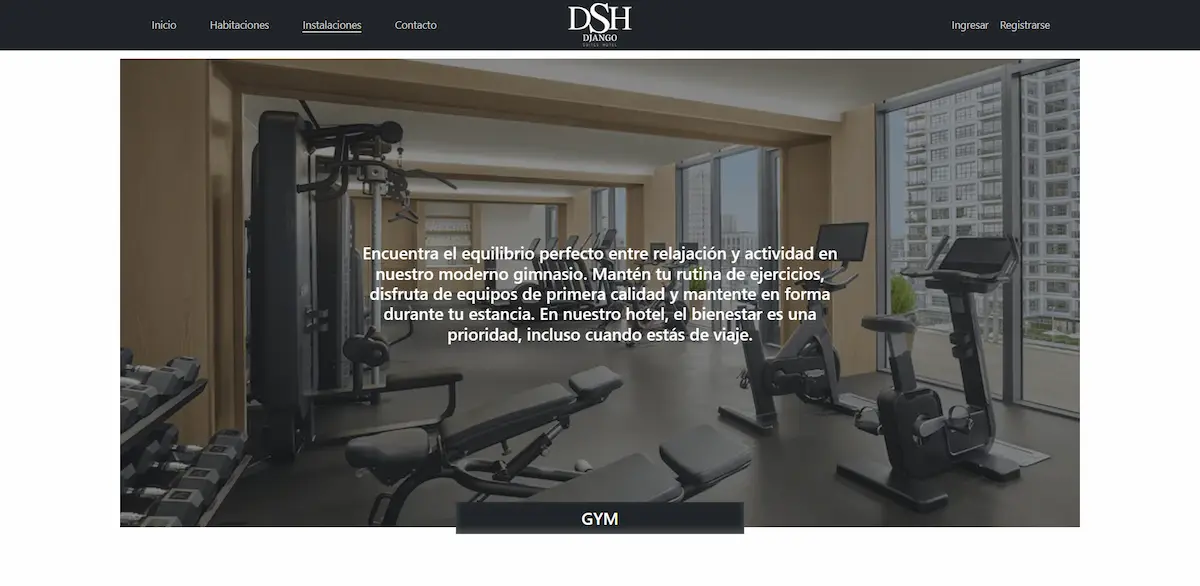 Inicio
Habitaciones
Instalaciones
Contacto
DSH
DJANGO
SUITES HOTEL
Ingresar
Registrarse
Encuentra el equilibrio perfecto entre relajación y actividad en
nuestro moderno gimnasio. Mantén tu rutina de ejercicios,
disfruta de equipos de primera calidad y mantente en forma
durante tu estancia. En nuestro hotel, el bienestar es una
prioridad, incluso cuando estás de viaje.
GYM